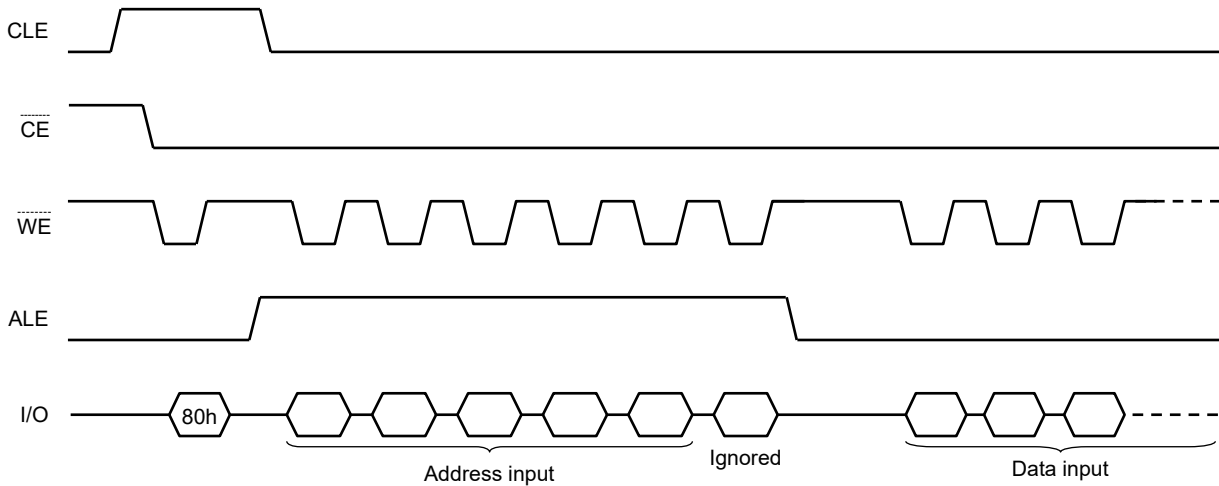 CLE
CE
WE
ALE
I/O
80h
Address input
Ignored
Data input